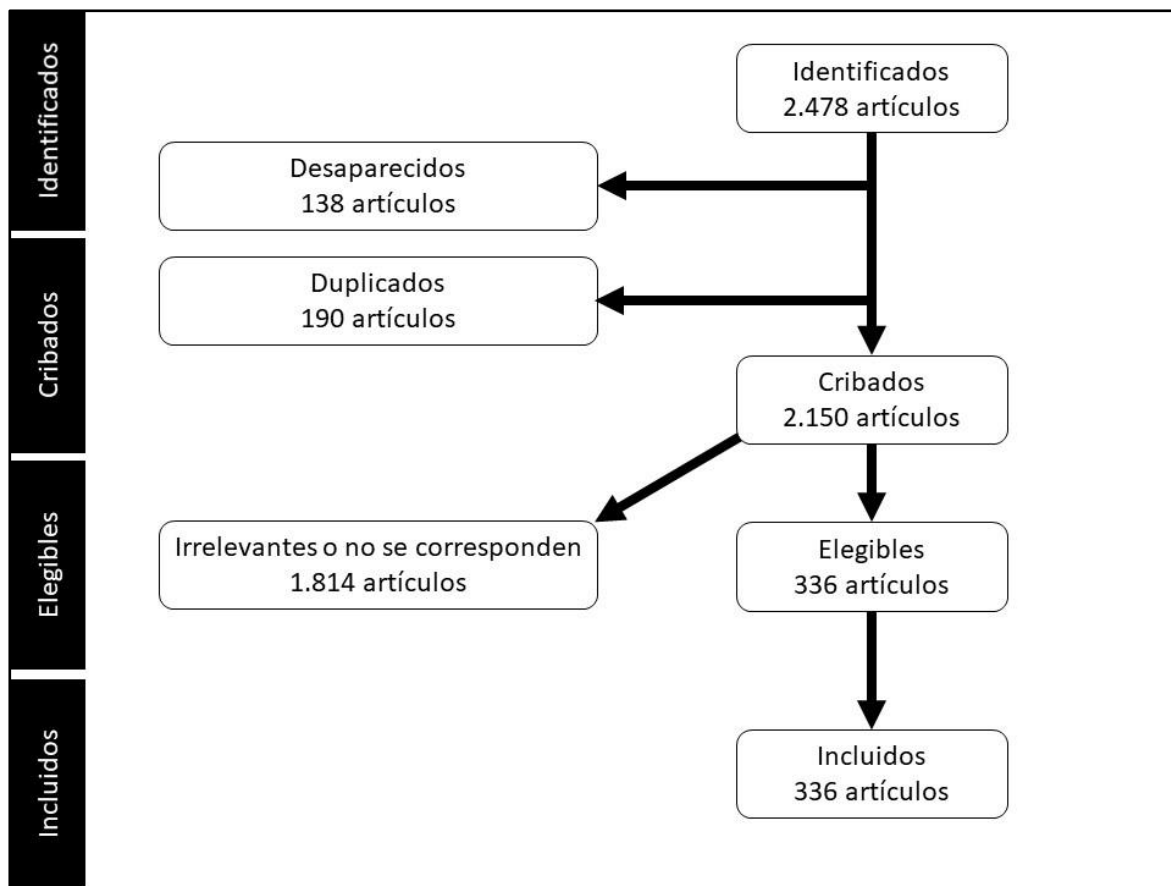 Identificados
Identificados
2.478 artículos
Desaparecidos
138 artículos
Cribados
Duplicados
190 artículos
Cribados
2.150 artículos
Elegibles
Irrelevantes o no se corresponden
1.814 artículos
Elegibles
336 artículos
Incluidos
Incluidos
336 artículos